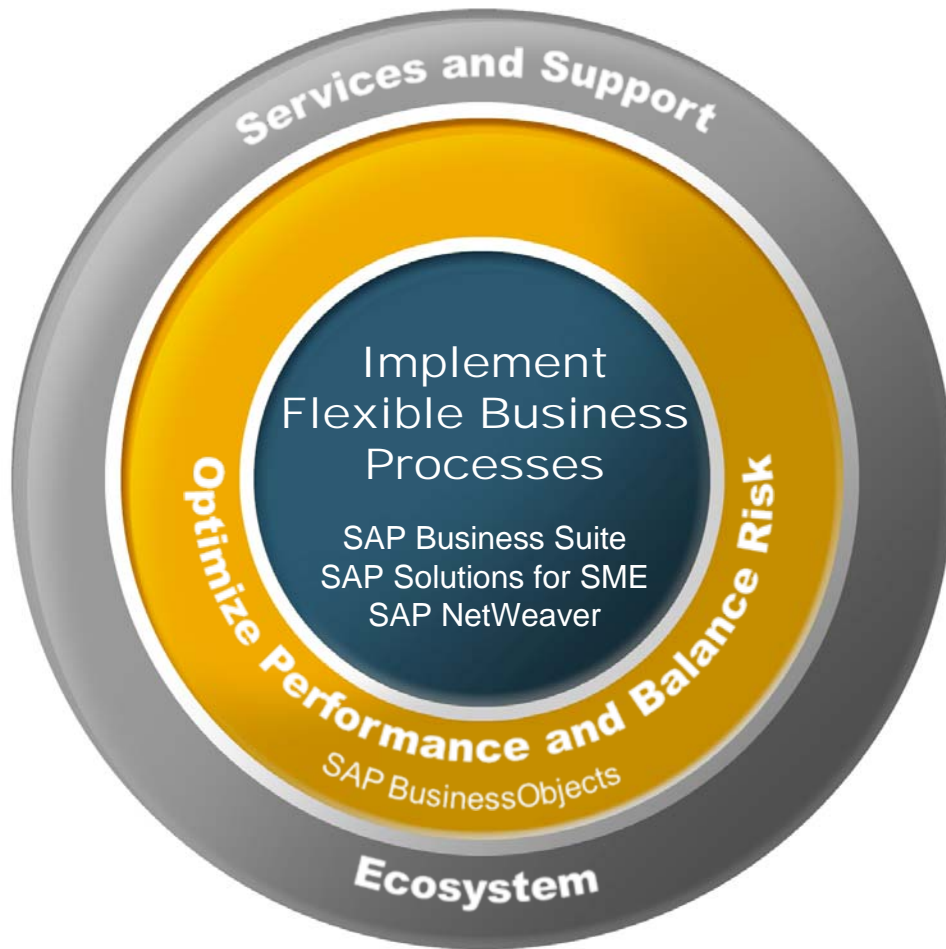 Services and Support
Implement
Flexible Business
Processes
SAP Business Suite
SAP Solutions for SME
SAP NetWeaver
Optimize Performance and Balance Risk
SAP BusinessObjects
Ecosystem